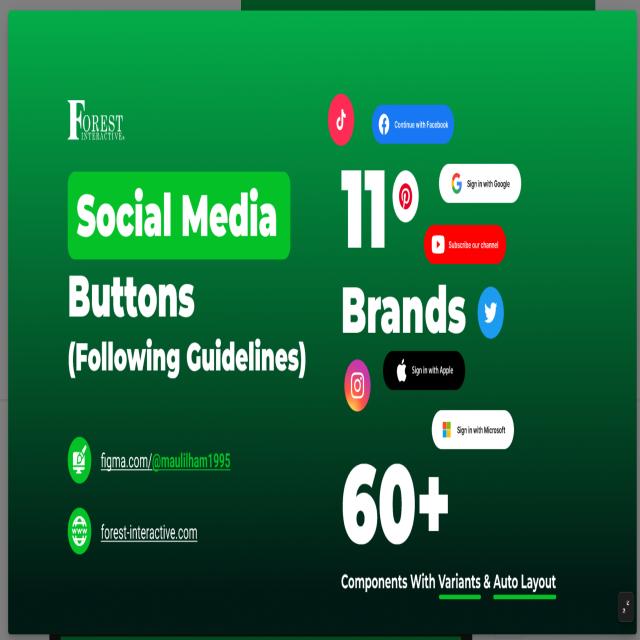 FOREST
INTERACTIVE
Social Media
Buttons
(Following Guidelines)
figma.com/@maulilham1995
www
forest-interactive.com
Continue with Facebook
Sign in with Google
11
Subscribe our channel
Brands
Sign in with Apple
Sign in with Microsoft
60+
Components With Variants & Auto Layout